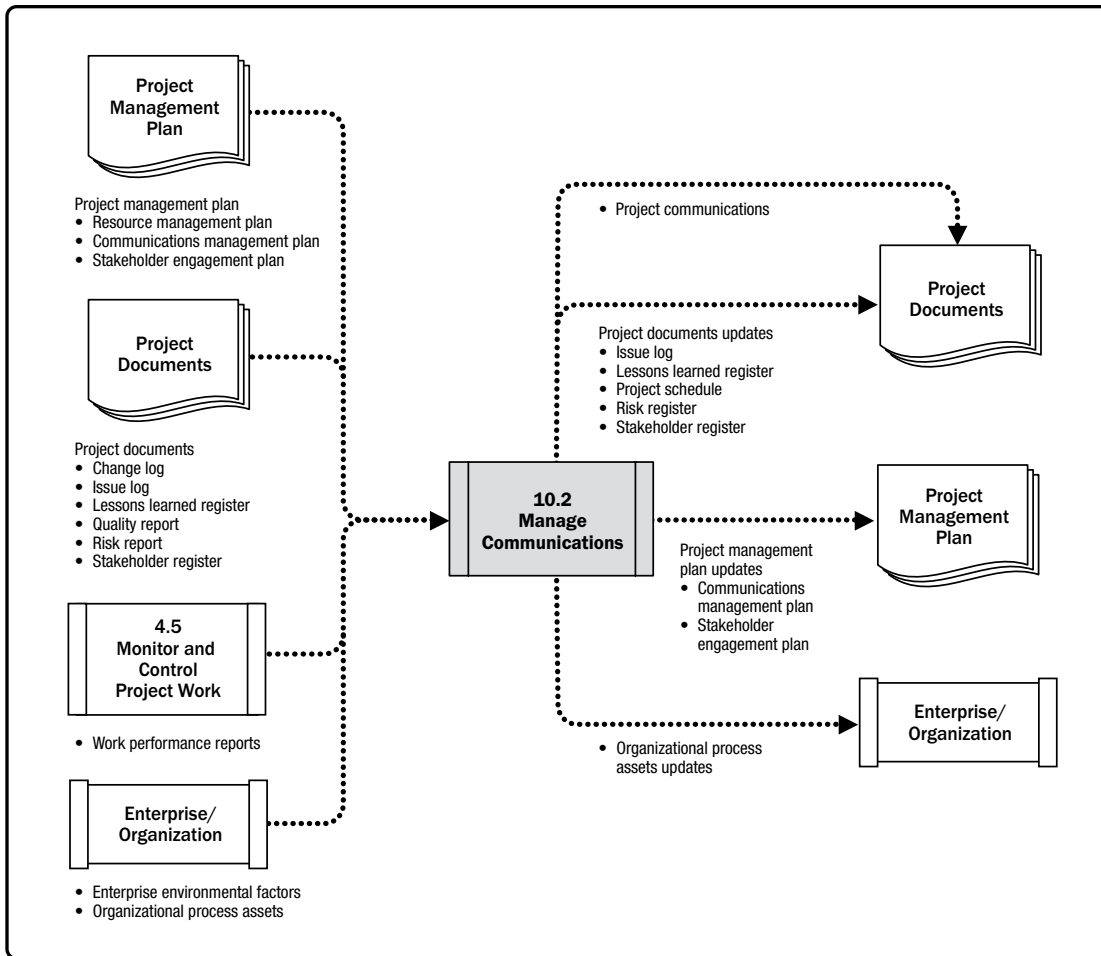 Project
Management
Plan
Project management plan
• Resource management plan
• Communications management plan
• Stakeholder engagement plan
Project
Documents
Project documents
• Change log
• Issue log
• Lessons learned register
• Quality report
• Risk report
• Stakeholder register
4.5
Monitor and
Control
Project Work
• Work performance reports
Enterprise/
Organization
• Enterprise environmental factors
• Organizational process assets
10.2
Manage
Communications
• Project communications
Project
Documents
Project documents updates
• Issue log
• Lessons learned register
• Project schedule
• Risk register
• Stakeholder register
Project
Management
Plan
Project management
plan updates
• Communications
management plan
• Stakeholder
engagement plan
Enterprise/
Organization
• Organizational process
assets updates